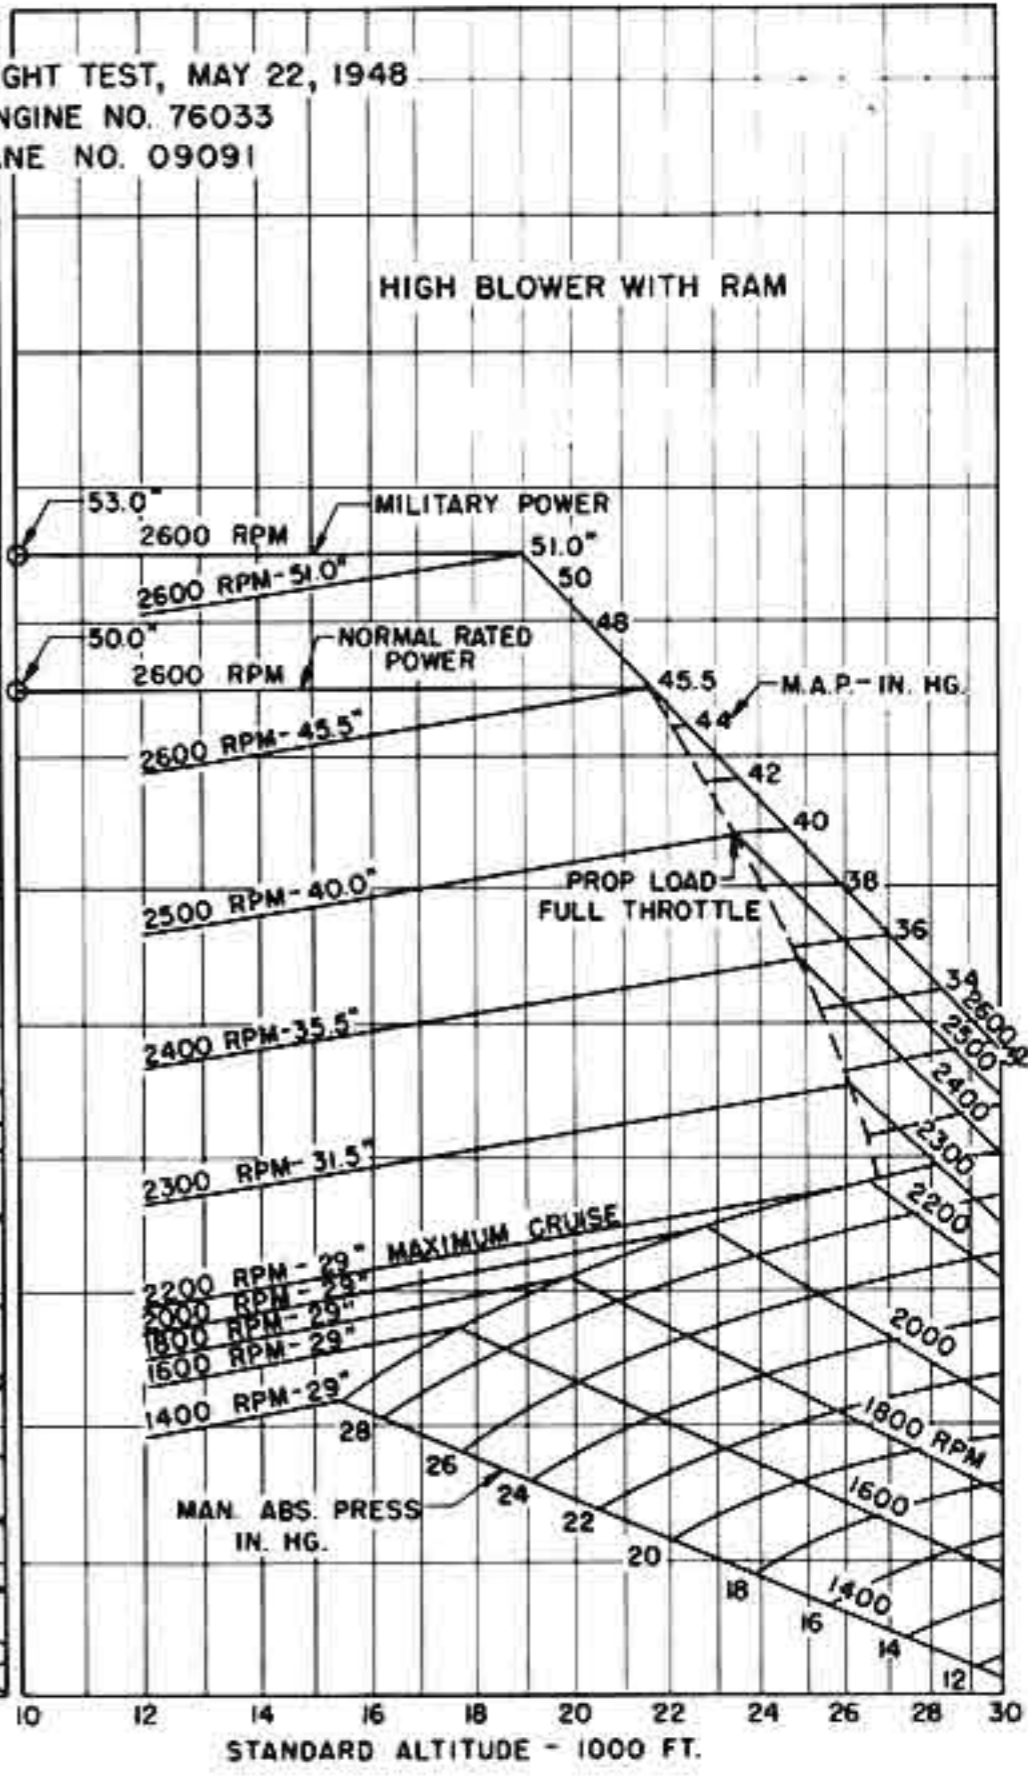 GHT TEST, MAY 22, 1948
NGINE NO. 76033
ANE NO. 09091
HIGH BLOWER WITH RAM
53.0"
2600 RPM
MILITARY POWER
51.0"
2600 RPM-51.0"
50
48
50.0"
2600 RPM
NORMAL RATED
POWER
45.5
M.A.P.- IN. HG.
44
2600 RPM-45.5"
42
40
2500 RPM-40.0"
PROP LOAD
FULL THROTTLE
38
36
34
2600
32
2500
2400 RPM-35.5"
2400
2300
2300 RPM-31.5"
2200
2200 RPM-29" MAXIMUM CRUISE
2000 RPM-29"
1800 RPM-29"
1600 RPM-29"
1400 RPM-29"
2000
1800 RPM
1600
1400
28
26
24
22
20
18
16
14
12
MAN. ABS. PRESS
IN. HG.
10 12 14 16 18 20 22 24 26 28 30
STANDARD ALTITUDE - 1000 FT.